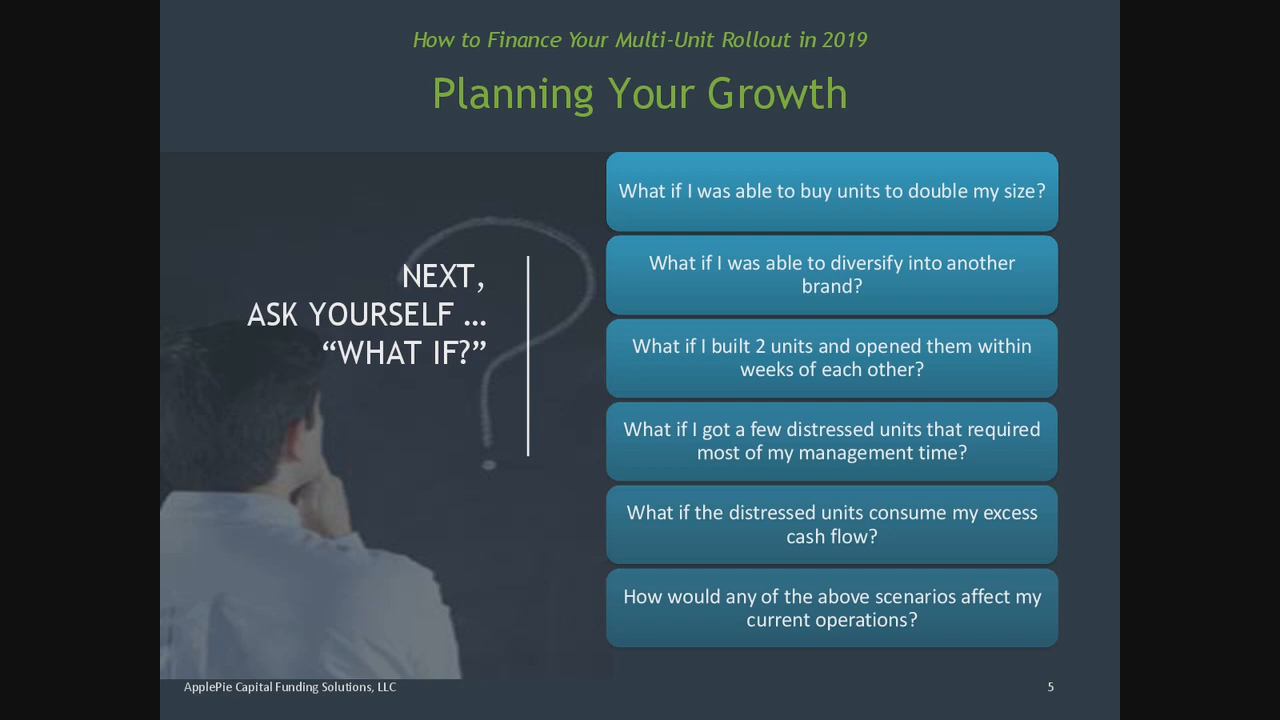 How to Finance Your Multi-Unit Rollout in 2019
Planning Your Growth
NEXT,
ASK YOURSELF …
“WHAT IF?”
What if I was able to buy units to double my size?
What if I was able to diversify into another
brand?
What if I built 2 units and opened them within
weeks of each other?
What if I got a few distressed units that required
most of my management time?
What if the distressed units consume my excess
cash flow?
How would any of the above scenarios affect my
current operations?
ApplePie Capital Funding Solutions, LLC
5